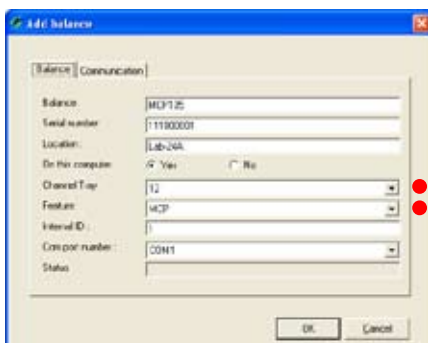 Add balance
Balance Communication
Balance MCP125
Serial number 111900001
Location: Lab-24A
On this computer Yes No
Channel Tray 12
Feature MCP
Internal ID:
Com port number: COM1
Status
OK Cancel